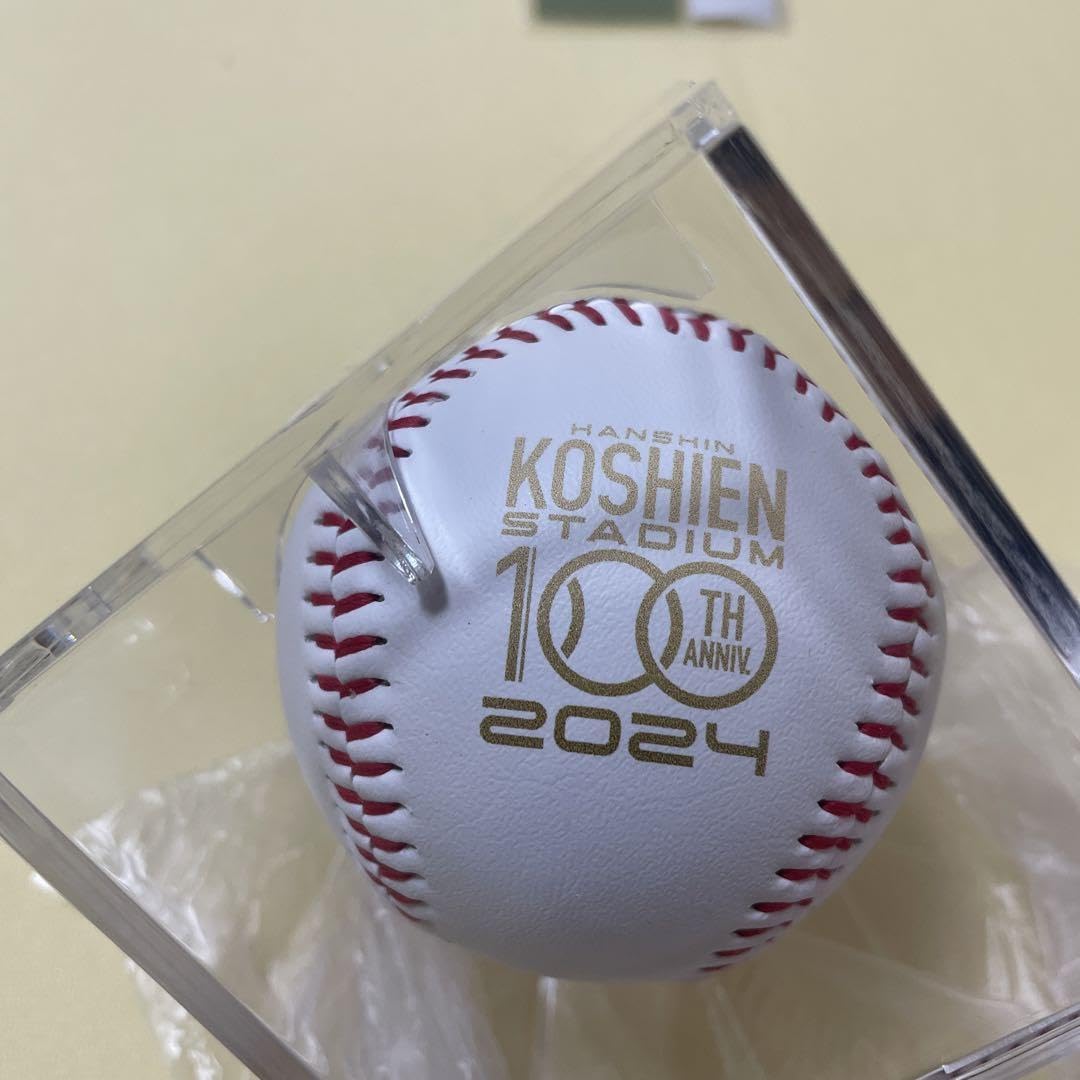 HANSHIN
KOSHIEN
STADIUM
100TH
ANNIV.
2024